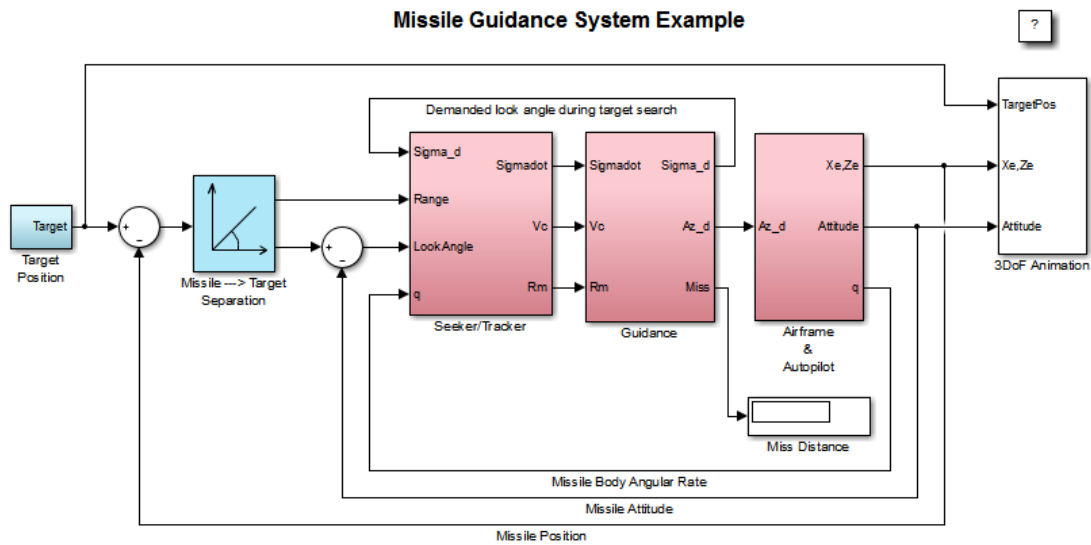 Missile Guidance System Example
?
Demanded look angle during target search
Target
Target
Position
+
−
Missile ---> Target
Separation
+
−
Sigma_d
Range
LookAngle
q
Sigmadot
Vc
Rm
Seeker/Tracker
Sigmadot
Vc
Rm
Sigma_d
Az_d
Miss
Guidance
Az_d
Xe,Ze
Attitude
q
Airframe
&
Autopilot
TargetPos
Xe,Ze
Attitude
3DoF Animation
Miss Distance
Missile Body Angular Rate
Missile Attitude
Missile Position